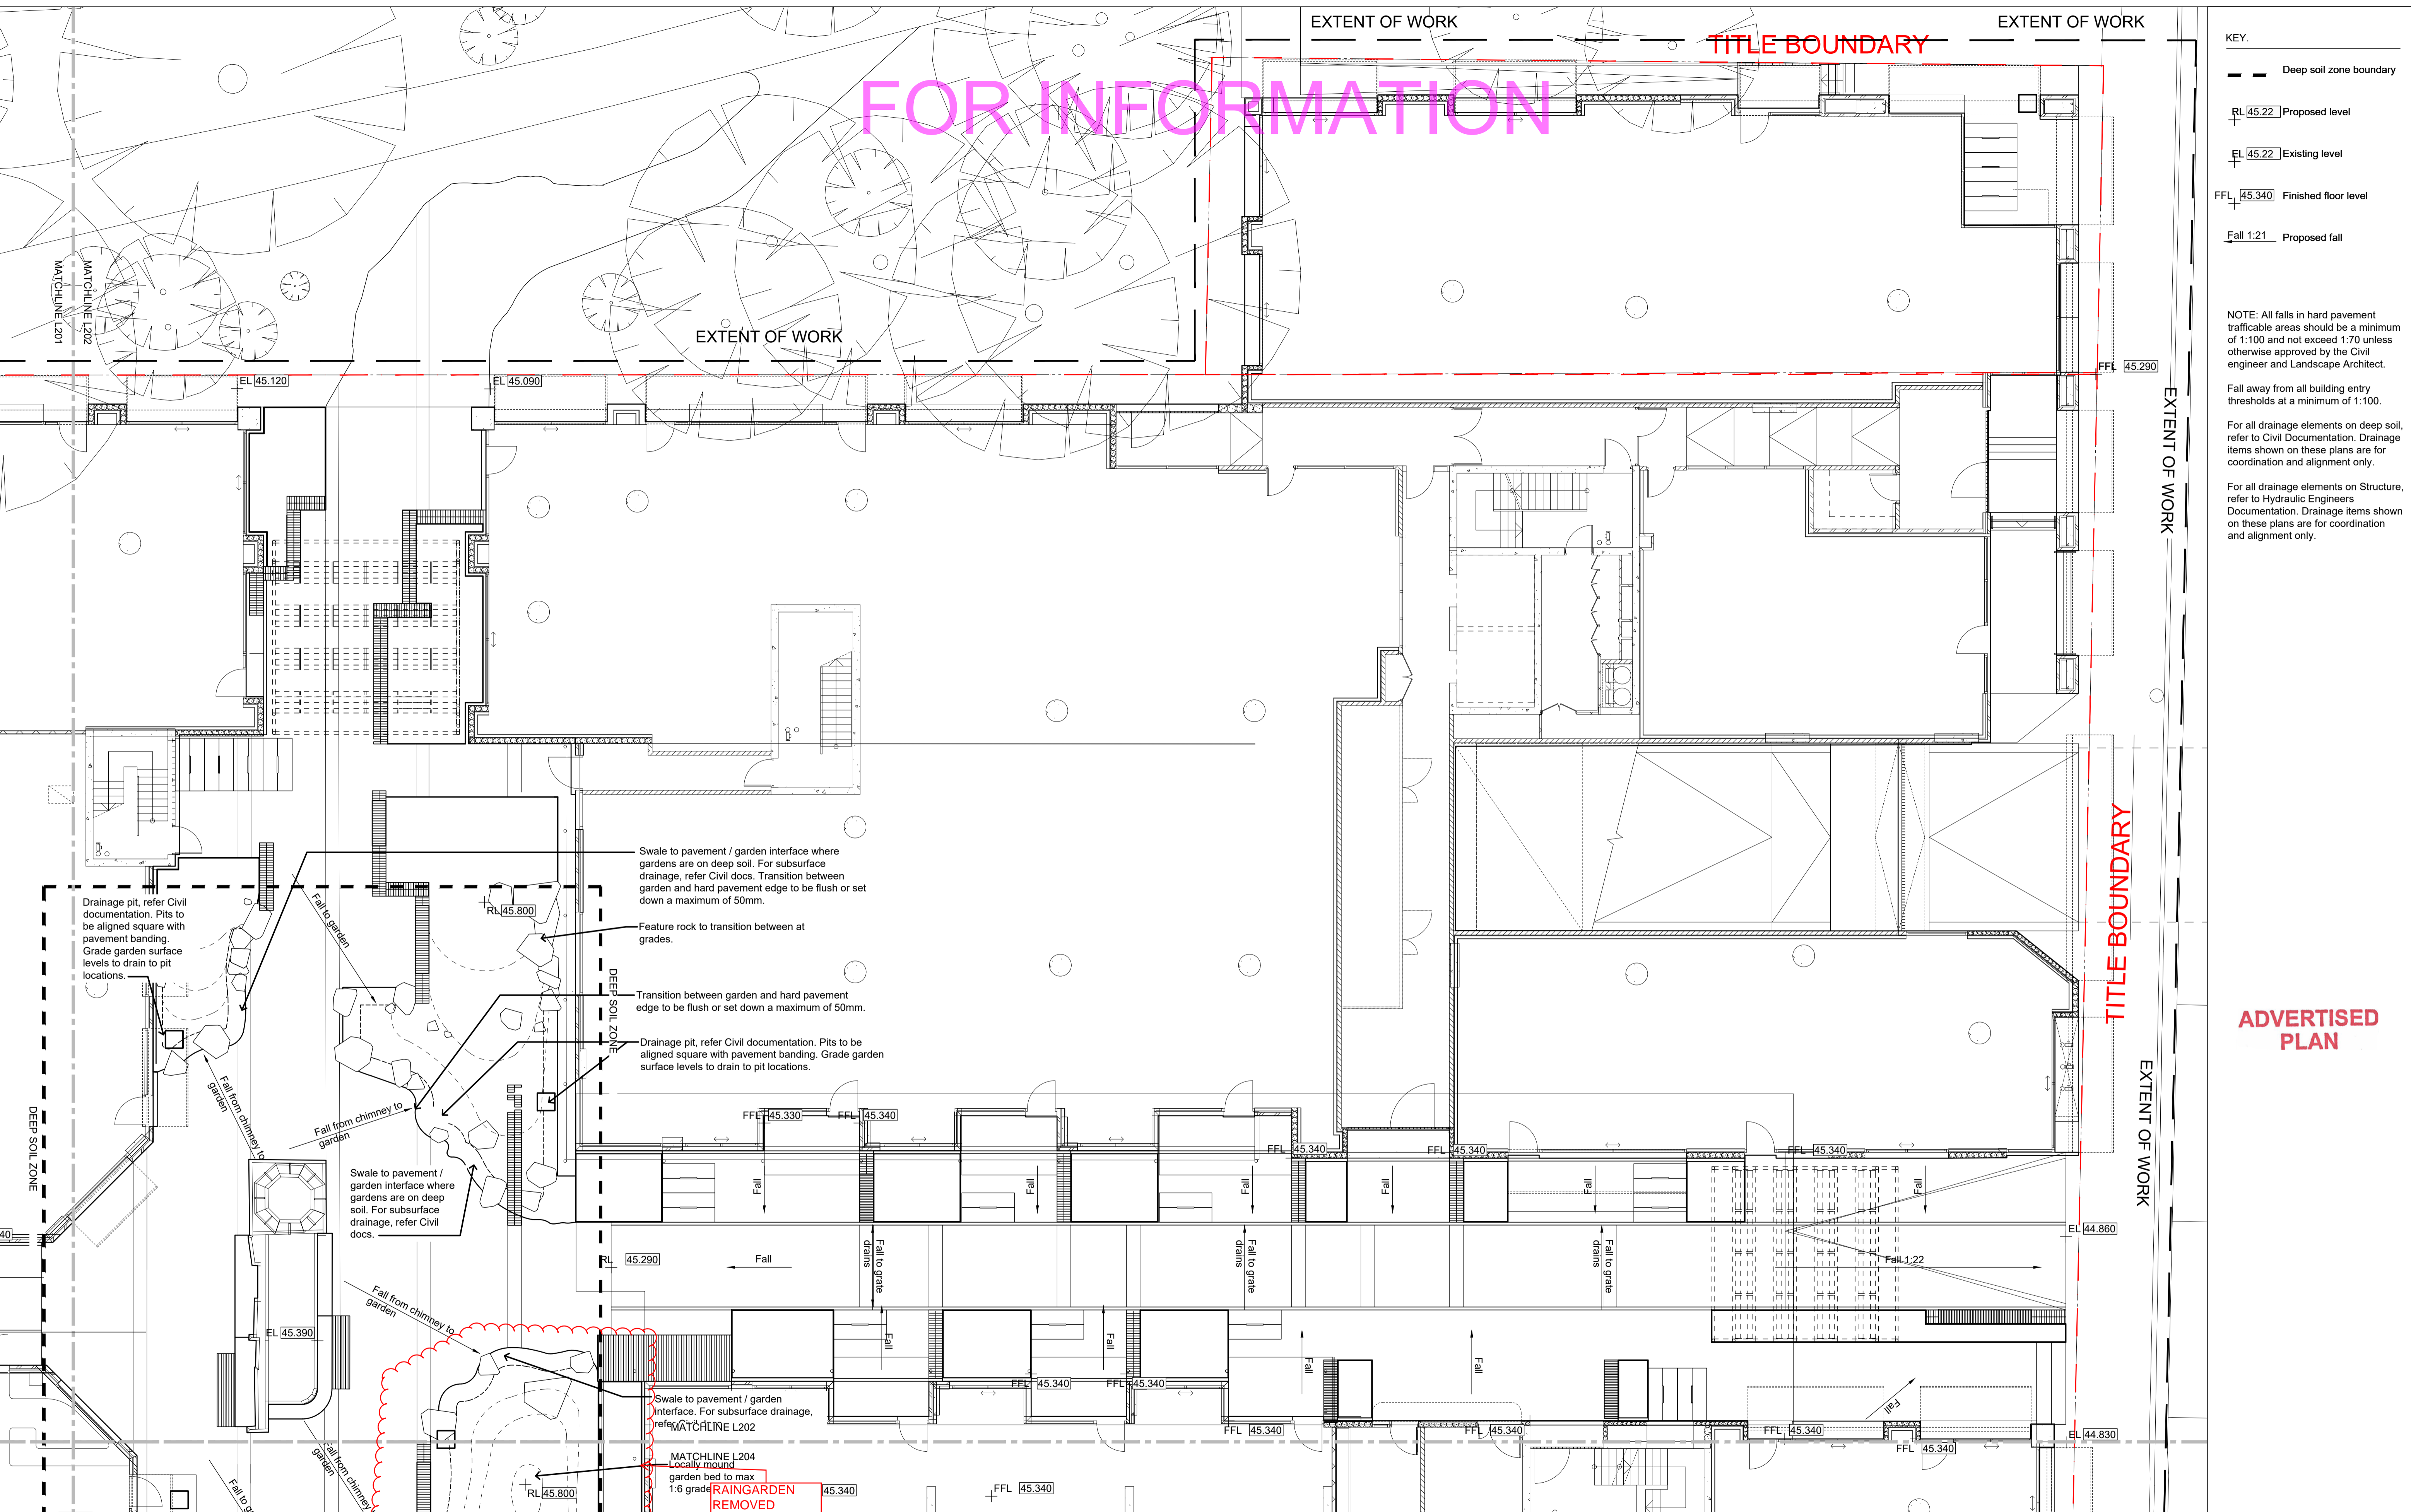 EXTENT OF WORK
EXTENT OF WORK
TITLE BOUNDARY
FOR INFORMATION
MATCHLINE L201
MATCHLINE L202
EXTENT OF WORK
EL 45.120
EL 45.090
FFL 45.290
EXTENT OF WORK
TITLE BOUNDARY
EXTENT OF WORK
Swale to pavement / garden interface where
gardens are on deep soil. For subsurface
drainage, refer Civil docs. Transition between
garden and hard pavement edge to be flush or set
down a maximum of 50mm.
Feature rock to transition between at
grades.
Transition between garden and hard pavement
edge to be flush or set down a maximum of 50mm.
Drainage pit, refer Civil documentation. Pits to be
aligned square with pavement banding. Grade garden
surface levels to drain to pit locations.
Drainage pit, refer Civil
documentation. Pits to
be aligned square with
pavement banding.
Grade garden surface
levels to drain to pit
locations.
Fall to garden
RL 45.800
DEEP SOIL ZONE
DEEP SOIL ZONE
Fall from chimney to
garden
Fall from chimney to
garden
Swale to pavement /
garden interface where
gardens are on deep
soil. For subsurface
drainage, refer Civil
docs.
FFL 45.330
FFL 45.340
FFL 45.340
FFL 45.340
FFL 45.340
Fall
Fall
Fall
Fall
Fall
Fall
40
RL 45.290
Fall
Fall to grate
drains
Fall to grate
drains
Fall to grate
drains
Fall 1:22
EL 44.860
Fall from chimney to
garden
EL 45.390
Fall
Fall
Fall
Fall
Fall
FFL 45.340
FFL 45.340
Swale to pavement / garden
interface. For subsurface drainage,
MATCHLINE L202
MATCHLINE L204
FFL 45.340
FFL 45.340
FFL 45.340
FFL 45.340
EL 44.830
Fall from chimney to
garden
Fall to
Locally mound
garden bed to max
1:6 grade
RAINGARDEN
REMOVED
RL 45.800
45.340
FFL 45.340
KEY.
Deep soil zone boundary
RL 45.22 Proposed level
EL 45.22 Existing level
FFL 45.340 Finished floor level
Fall 1:21 Proposed fall
NOTE: All falls in hard pavement
trafficable areas should be a minimum
of 1:100 and not exceed 1:70 unless
otherwise approved by the Civil
engineer and Landscape Architect.
Fall away from all building entry
thresholds at a minimum of 1:100.
For all drainage elements on deep soil,
refer to Civil Documentation. Drainage
items shown on these plans are for
coordination and alignment only.
For all drainage elements on Structure,
refer to Hydraulic Engineers
Documentation. Drainage items shown
on these plans are for coordination
and alignment only.
ADVERTISED
PLAN